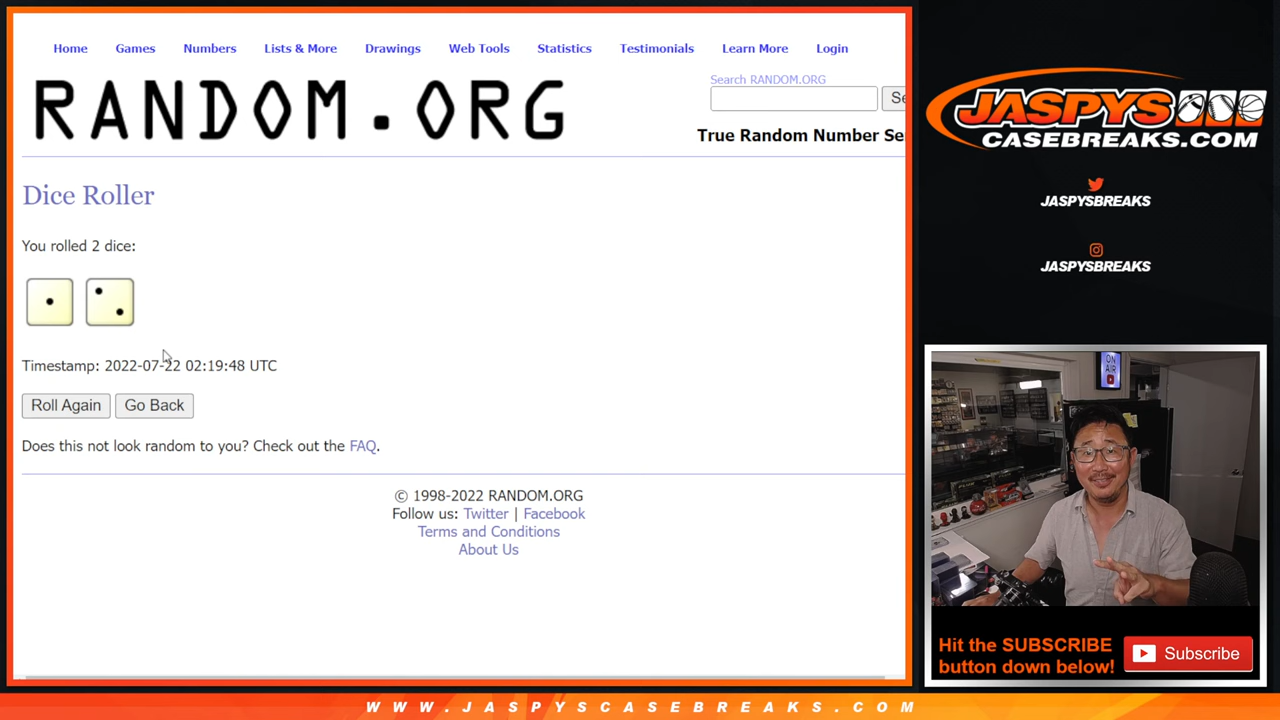 Home Games Numbers Lists & More Drawings Web Tools Statistics Testimonials Learn More Login
RANDOM.ORG
Search RANDOM.ORG
Se
True Random Number Se
Dice Roller
You rolled 2 dice:
Timestamp: 2022-07-22 02:19:48 UTC
Roll Again Go Back
Does this not look random to you? Check out the FAQ.
© 1998-2022 RANDOM.ORG
Follow us: Twitter | Facebook
Terms and Conditions
About Us
JASPYS
CASEBREAKS.COM
JASPYSBREAKS
JASPYSBREAKS
ON
AIR
Hit the SUBSCRIBE
button down below!
Subscribe
WWW.JASPYSCASEBREAKS.COM